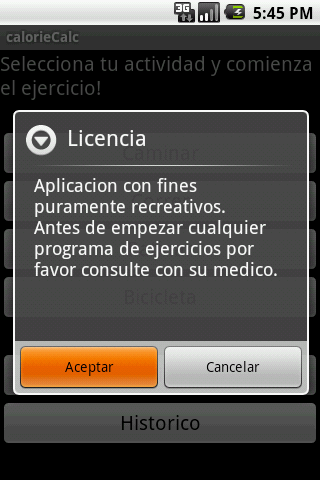 5:45 PM
calorieCalc
Selecciona tu actividad y comienza
el ejercicio!
Caminar
Licencia
Aplicacion con fines
puramente recreativos.
Antes de empezar cualquier
programa de ejercicios por
favor consulte con su medico.
Bicicleta
Aceptar
Cancelar
Historico